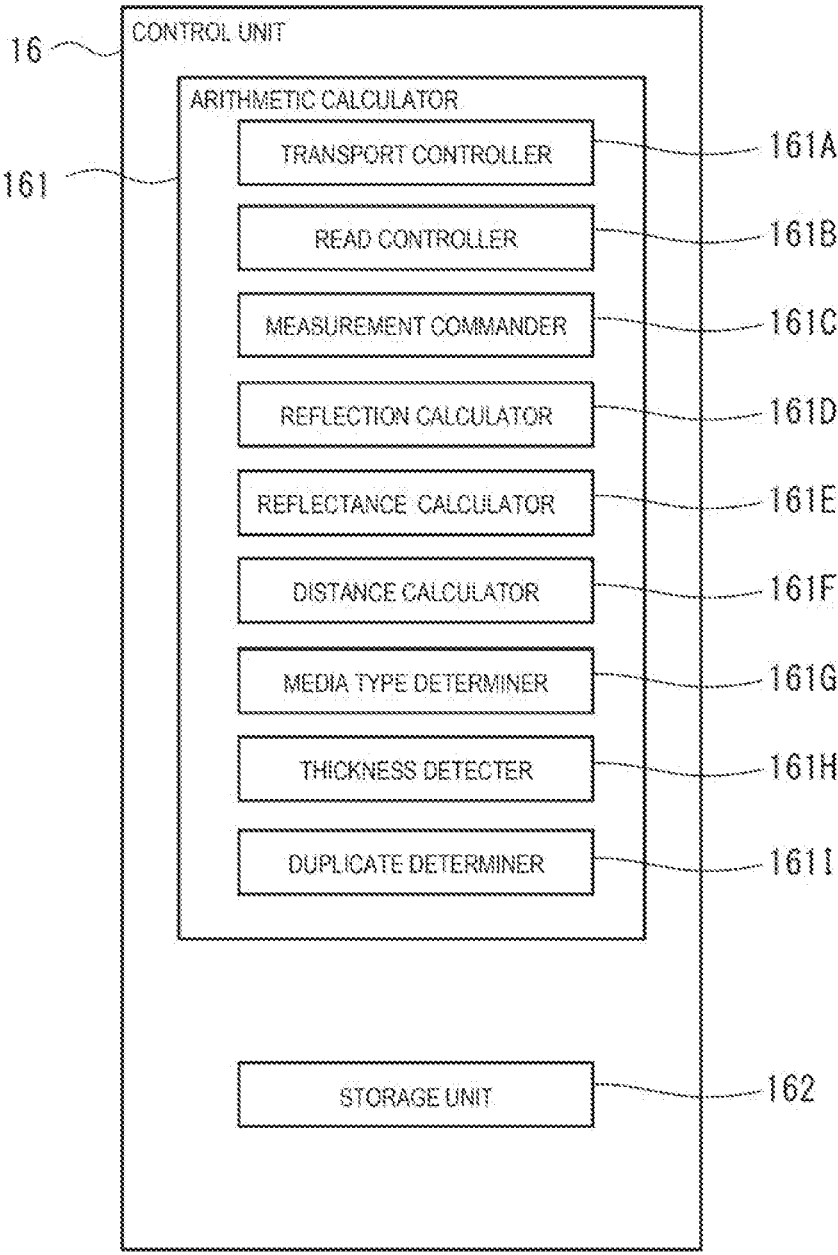 16
CONTROL UNIT
161
ARITHMETIC CALCULATOR
TRANSPORT CONTROLLER 161A
READ CONTROLLER 161B
MEASUREMENT COMMANDER 161C
REFLECTION CALCULATOR 161D
REFLECTANCE CALCULATOR 161E
DISTANCE CALCULATOR 161F
MEDIA TYPE DETERMINER 161G
THICKNESS DETECTER 161H
DUPLICATE DETERMINER 161I
STORAGE UNIT 162